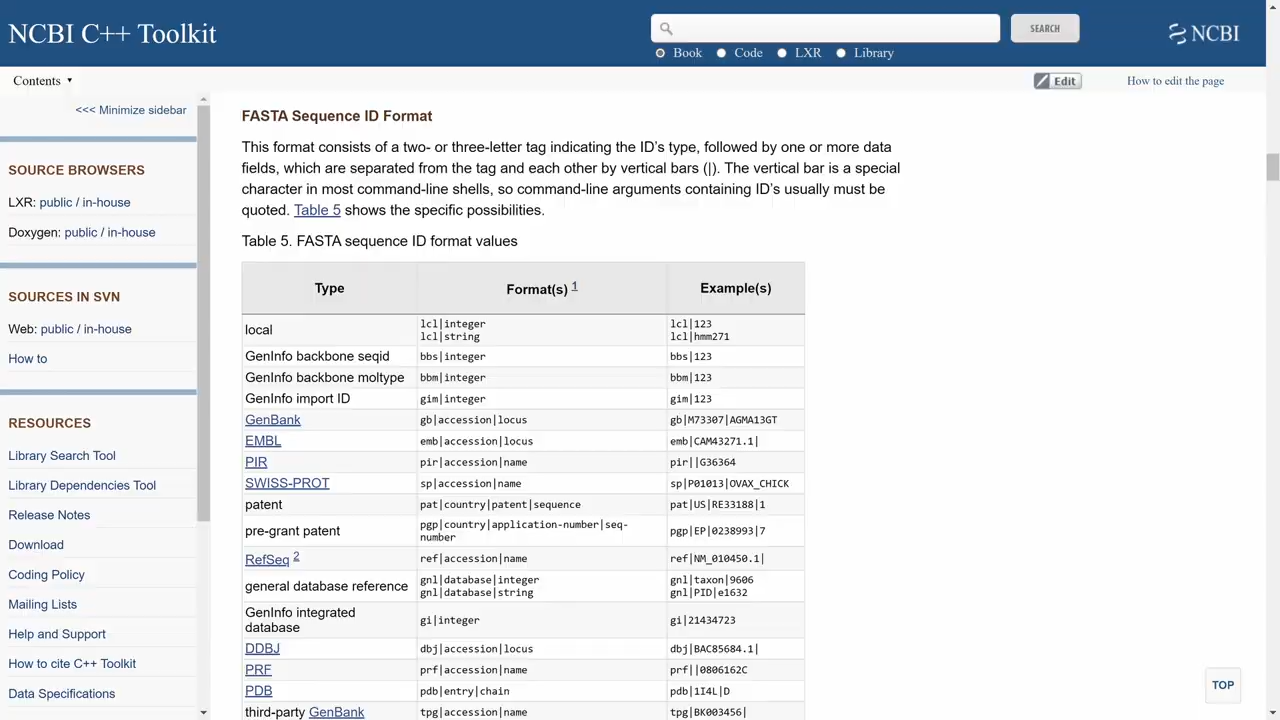 NCBI C++ Toolkit
SEARCH
NCBI
Book Code LXR Library
Contents ▼
Edit
How to edit the page
<<< Minimize sidebar
SOURCE BROWSERS
LXR: public / in-house
Doxygen: public / in-house
SOURCES IN SVN
Web: public / in-house
How to
RESOURCES
Library Search Tool
Library Dependencies Tool
Release Notes
Download
Coding Policy
Mailing Lists
Help and Support
How to cite C++ Toolkit
Data Specifications
FASTA Sequence ID Format
This format consists of a two- or three-letter tag indicating the ID’s type, followed by one or more data
fields, which are separated from the tag and each other by vertical bars (|). The vertical bar is a special
character in most command-line shells, so command-line arguments containing ID’s usually must be
quoted. Table 5 shows the specific possibilities.
Table 5. FASTA sequence ID format values
Type Format(s) 1 Example(s)
local lcl|integer lcl|123
lcl|string lcl|hmm271
GenInfo backbone seqid bbs|integer bbs|123
GenInfo backbone moltype bbm|integer bbm|123
GenInfo import ID gim|integer gim|123
GenBank gb|accession|locus gb|M73307|AGMA13GT
EMBL emb|accession|locus emb|CAM43271.1|
PIR pir|accession|name pir||G36364
SWISS-PROT sp|accession|name sp|P01013|OVAX_CHICK
patent pat|country|patent|sequence pat|US|RE33188|1
pre-grant patent pgp|country|application-number|seq-
number pgp|EP|0238993|7
RefSeq 2 ref|accession|name ref|NM_010450.1|
general database reference gnl|database|integer gnl|taxon|9606
gnl|database|string gnl|PID|e1632
GenInfo integrated
database gi|integer gi|21434723
DDBJ dbj|accession|locus dbj|BAC85684.1|
PRF prf|accession|name prf||0806162C
PDB pdb|entry|chain pdb|1I4L|D
third-party GenBank tpg|accession|name tpg|BK003456|
TOP